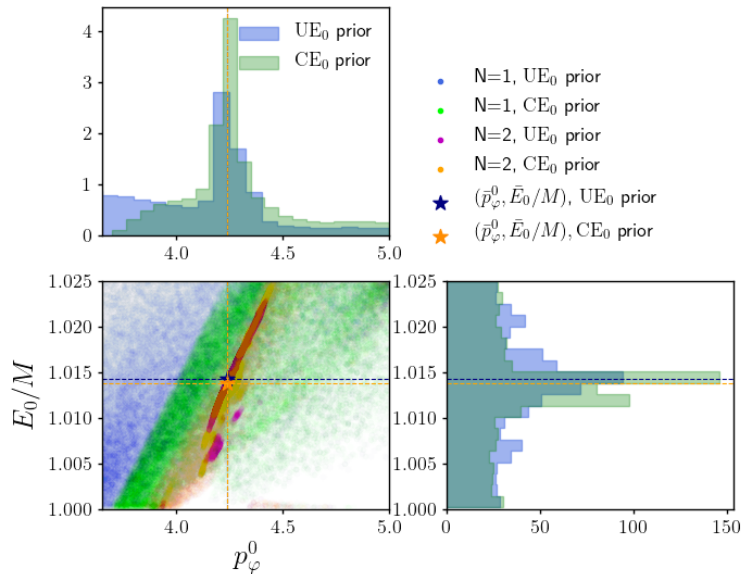 4
3
2
1
0
4.0
4.5
5.0
UE₀ prior
CE₀ prior
N=1, UE₀ prior
N=1, CE₀ prior
N=2, UE₀ prior
N=2, CE₀ prior
(p̄⁰_φ, Ē₀/M), UE₀ prior
(p̄⁰_φ, Ē₀/M), CE₀ prior
E₀/M
1.025
1.020
1.015
1.010
1.005
1.000
4.0
4.5
5.0
p⁰_φ
1.025
1.020
1.015
1.010
1.005
1.000
0
50
100
150